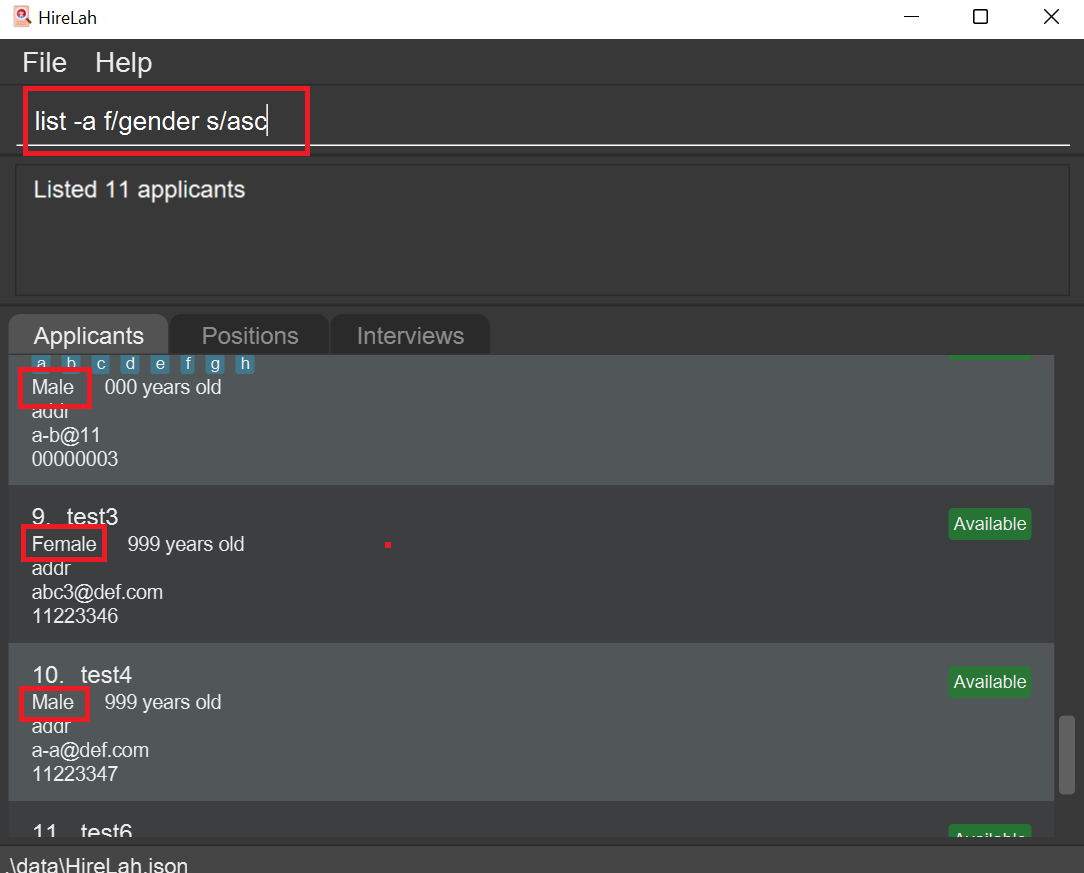 HireLah
File Help
list -a f/gender s/asc
Listed 11 applicants
Applicants Positions Interviews
a b c d e f g h
Male 000 years old
addr
a-b@11
00000003
9. test3
Available
Female 999 years old
addr
abc3@def.com
11223346
10. test4
Available
Male 999 years old
addr
a-a@def.com
11223347
11. test6
Available
.\data\HireLah.json